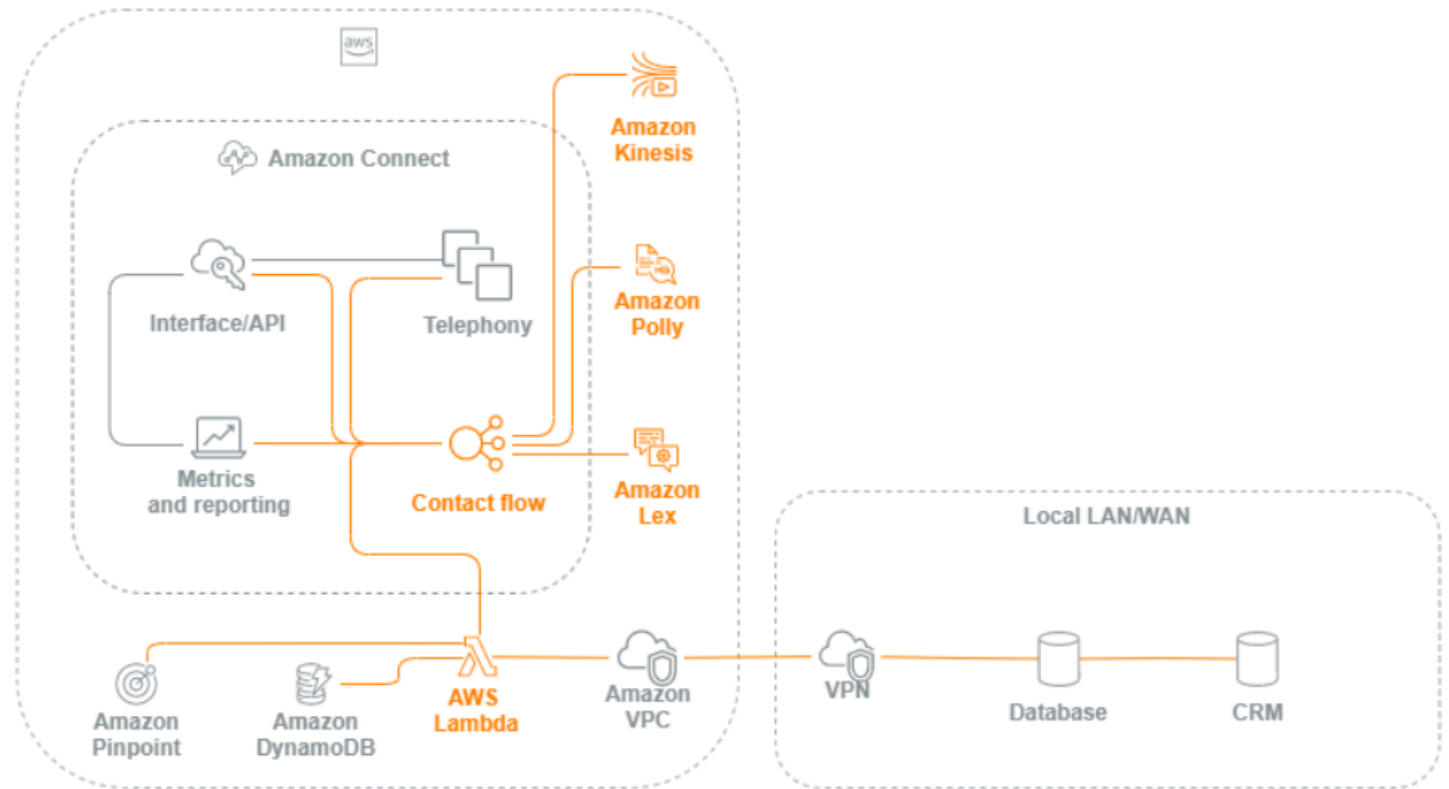 aws
Amazon
Kinesis
Amazon Connect
Interface/API
Telephony
Amazon
Polly
Metrics
and reporting
Contact flow
Amazon
Lex
Local LAN/WAN
Amazon
Pinpoint
Amazon
DynamoDB
AWS
Lambda
Amazon
VPC
VPN
Database
CRM